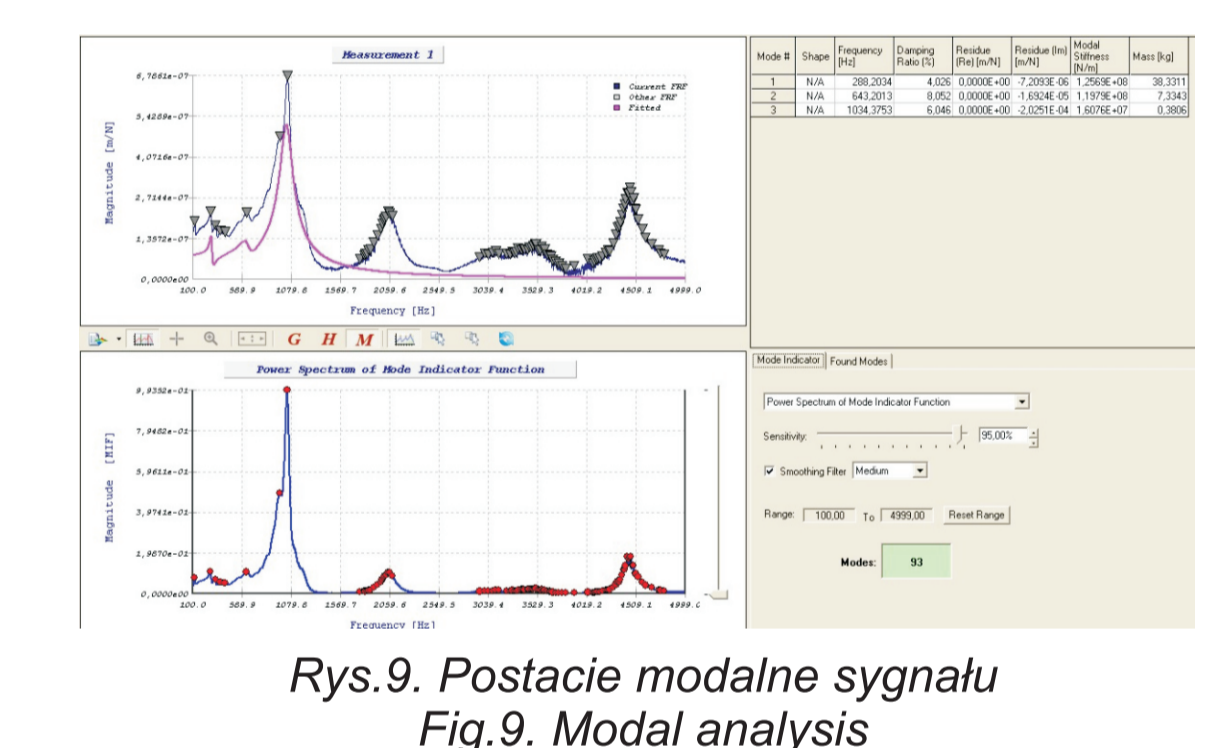 Measurement 1
6,7861e-07
5,4289e-07
4,0716e-07
2,7144e-07
1,3572e-07
0,0000e00
Magnitude [m/N]
Current FRF
Other FRF
Fitted
100.0 589.9 1079.8 1569.7 2059.6 2549.5 3039.4 3529.3 4019.2 4509.1 4999.0
Frequency [Hz]
Mode # Shape Frequency [Hz] Damping Ratio (%) Residue (Re) [m/N] Residue (Im) [m/N] Modal Stiffness [N/m] Mass [kg]
1 N/A 288,2034 4,026 0,0000E+00 -7,2093E-06 1,2569E+08 38,3311
2 N/A 643,2013 8,052 0,0000E+00 -1,6924E-05 1,1979E+08 7,3343
3 N/A 1034,3753 6,046 0,0000E+00 -2,0251E-04 1,6076E+07 0,3806
G H M
Power Spectrum of Mode Indicator Function
9,9352e-01
7,9482e-01
5,9611e-01
3,9741e-01
1,9870e-01
0,0000e00
Magnitude [MIF]
100.0 589.9 1079.8 1569.7 2059.6 2549.5 3039.4 3529.3 4019.2 4509.1 4999.0
Frequency [Hz]
Mode Indicator Found Modes
Power Spectrum of Mode Indicator Function
Sensitivity: 95,00%
Smoothing Filter Medium
Range: 100,00 To 4999,00 Reset Range
Modes: 93
Rys.9. Postacie modalne sygnału
Fig.9. Modal analysis